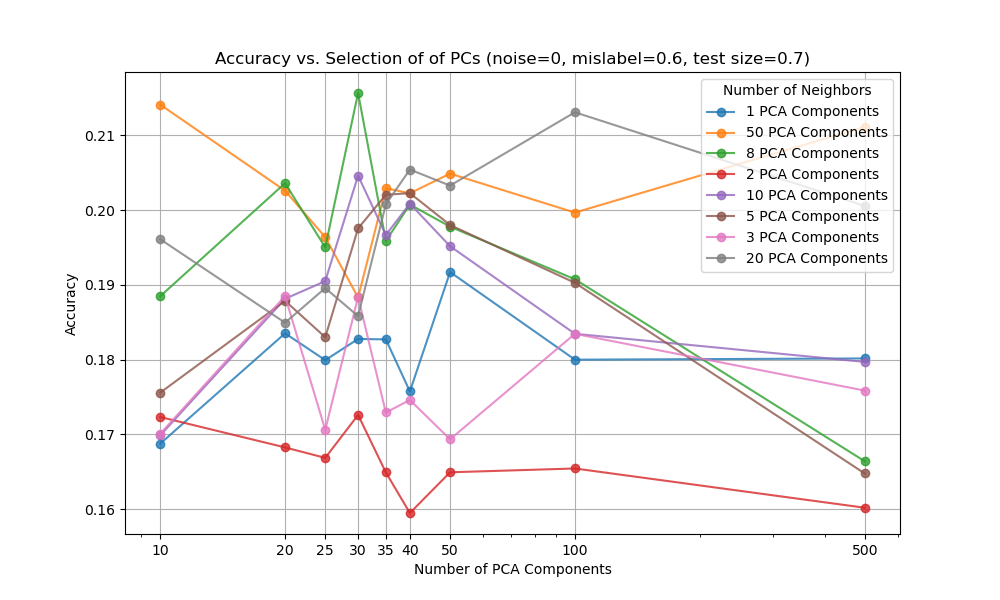 Accuracy vs. Selection of of PCs (noise=0, mislabel=0.6, test size=0.7)
Number of Neighbors
1 PCA Components
50 PCA Components
8 PCA Components
2 PCA Components
10 PCA Components
5 PCA Components
3 PCA Components
20 PCA Components
Accuracy
0.21
0.20
0.19
0.18
0.17
0.16
10 20 25 30 35 40 50 100 500
Number of PCA Components